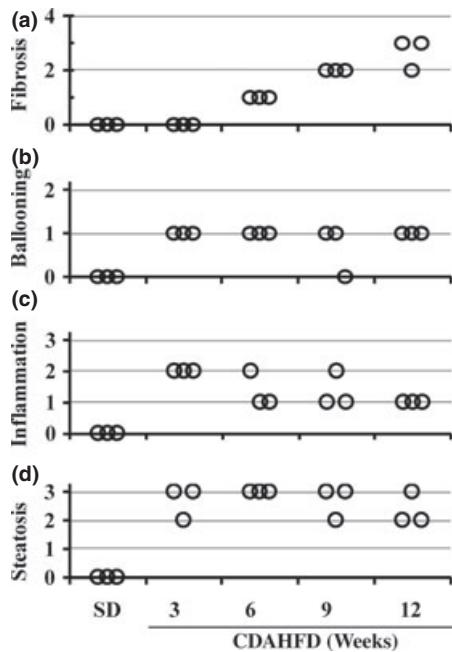 (a)
Fibrosis
4
2
0
(b)
Ballooning
2
1
0
(c)
Inflammation
3
2
1
0
(d)
Steatosis
3
2
1
0
SD 3 6 9 12
CDAHFD (Weeks)